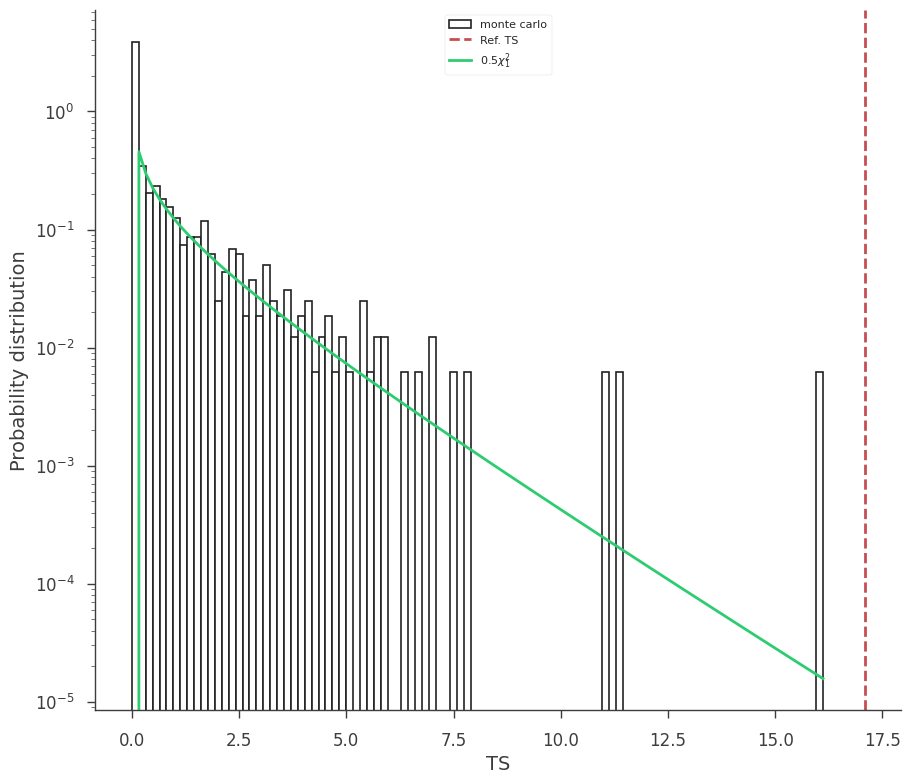 monte carlo
Ref. TS
0.5χ₁²
10⁰
10⁻¹
10⁻²
10⁻³
10⁻⁴
10⁻⁵
Probability distribution
0.0 2.5 5.0 7.5 10.0 12.5 15.0 17.5
TS